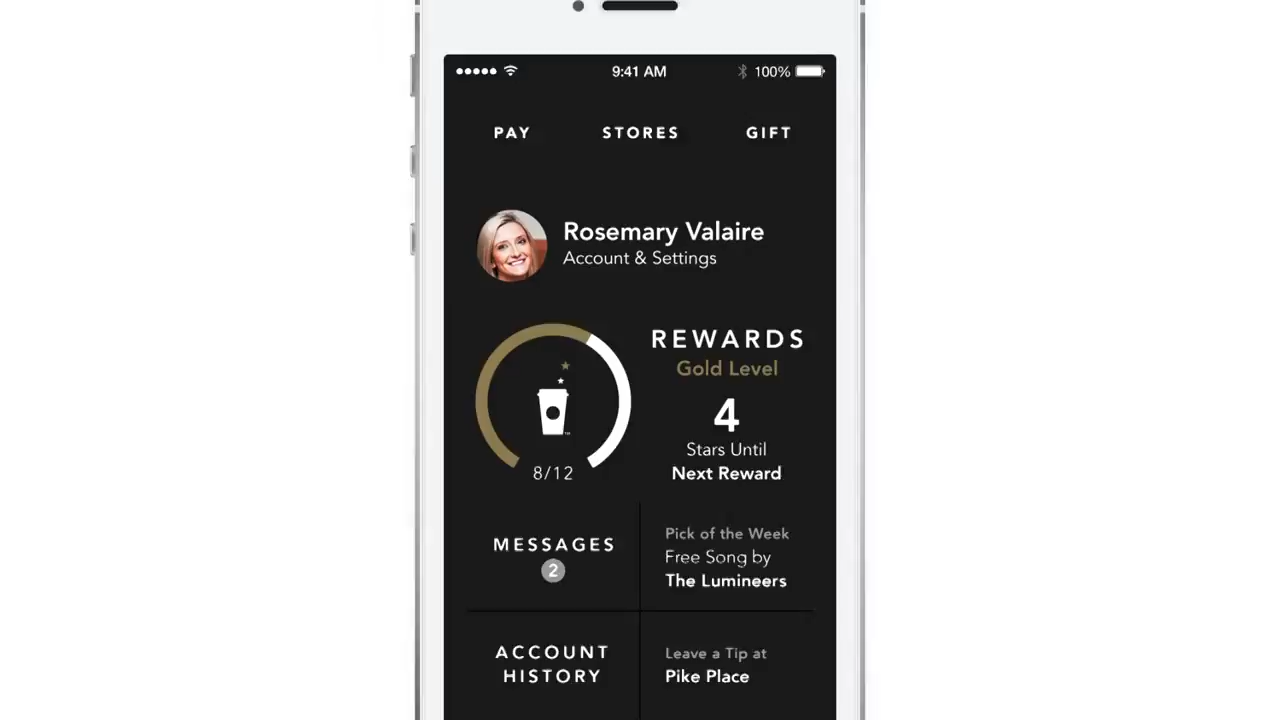 9:41 AM
100%
PAY
STORES
GIFT
Rosemary Valaire
Account & Settings
REWARDS
Gold Level
4
Stars Until
Next Reward
8/12
MESSAGES
2
Pick of the Week
Free Song by
The Lumineers
ACCOUNT
HISTORY
Leave a Tip at
Pike Place